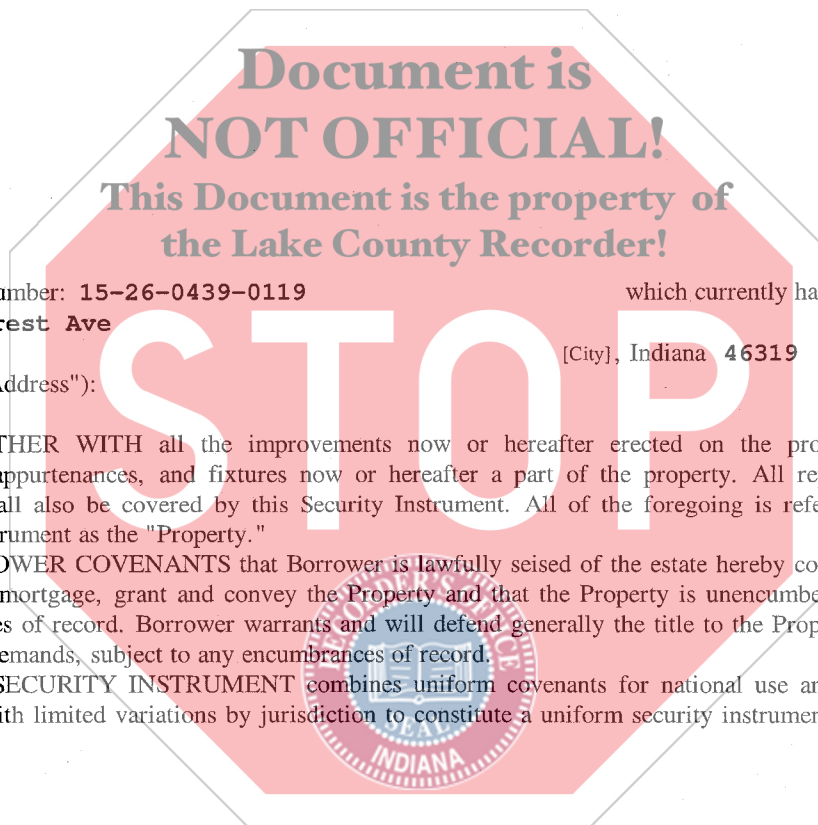 Document is
NOT OFFICIAL!
This Document is the property of
the Lake County Recorder!
umber: 15-26-0439-0119 which currently ha
rest Ave
STOP
[City], Indiana 46319
Address"):
THER WITH all the improvements now or hereafter erected on the pro
appurtenances, and fixtures now or hereafter a part of the property. All re
all also be covered by this Security Instrument. All of the foregoing is refe
rument as the "Property."
OWER COVENANTS that Borrower is lawfully seised of the estate hereby co
mortgage, grant and convey the Property and that the Property is unencumbe
es of record. Borrower warrants and will defend generally the title to the Prop
emands, subject to any encumbrances of record.
SECURITY INSTRUMENT combines uniform covenants for national use an
ith limited variations by jurisdiction to constitute a uniform security instrumen
RECORDER'S OFFICE
SEAL
INDIANA